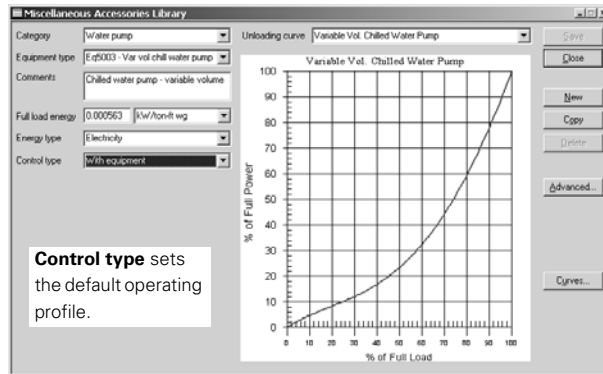 Miscellaneous Accessories Library
Category
Water pump
Unloading curve
Variable Vol. Chilled Water Pump
Save
Equipment type
Eq5003 - Var vol chill water pump
Close
Comments
Chilled water pump - variable volume
New
Full load energy
0.000563
kW/ton-ft wg
Copy
Energy type
Electricity
Delete
Control type
With equipment
Advanced...
Curves...
Variable Vol. Chilled Water Pump
% of Full Power
100
90
80
70
60
50
40
30
20
10
0
0 10 20 30 40 50 60 70 80 90 100
% of Full Load
Control type sets
the default operating
profile.